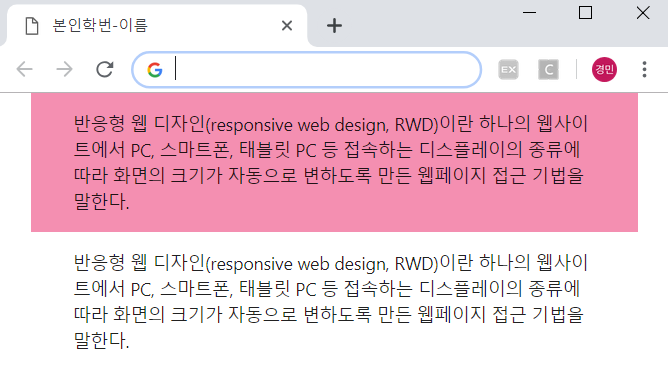 본인학번-이름
EX
C
경민
반응형 웹 디자인(responsive web design, RWD)이란 하나의 웹사이
트에서 PC, 스마트폰, 태블릿 PC 등 접속하는 디스플레이의 종류에
따라 화면의 크기가 자동으로 변하도록 만든 웹페이지 접근 기법을
말한다.
반응형 웹 디자인(responsive web design, RWD)이란 하나의 웹사이
트에서 PC, 스마트폰, 태블릿 PC 등 접속하는 디스플레이의 종류에
따라 화면의 크기가 자동으로 변하도록 만든 웹페이지 접근 기법을
말한다.